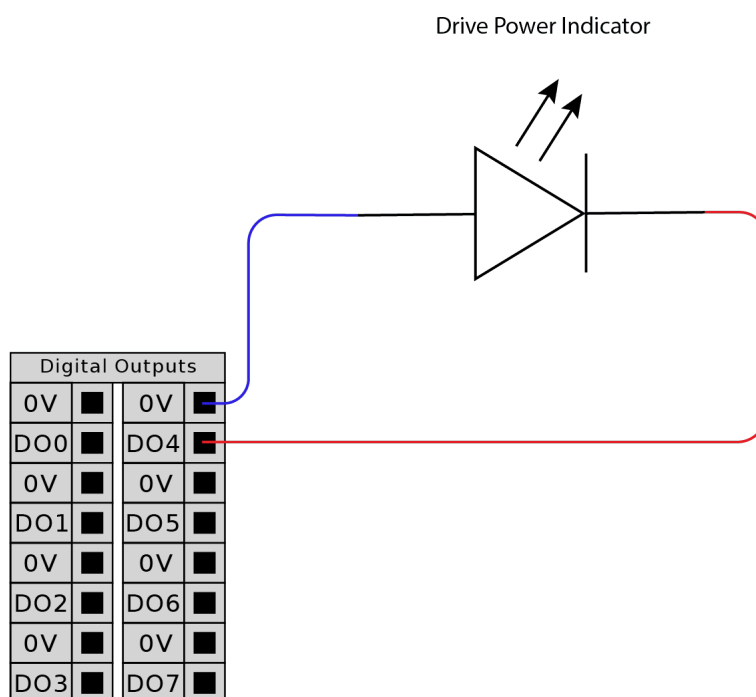 Drive Power Indicator
Digital Outputs
0V 0V
DO0 DO4
0V 0V
DO1 DO5
0V 0V
DO2 DO6
0V 0V
DO3 DO7